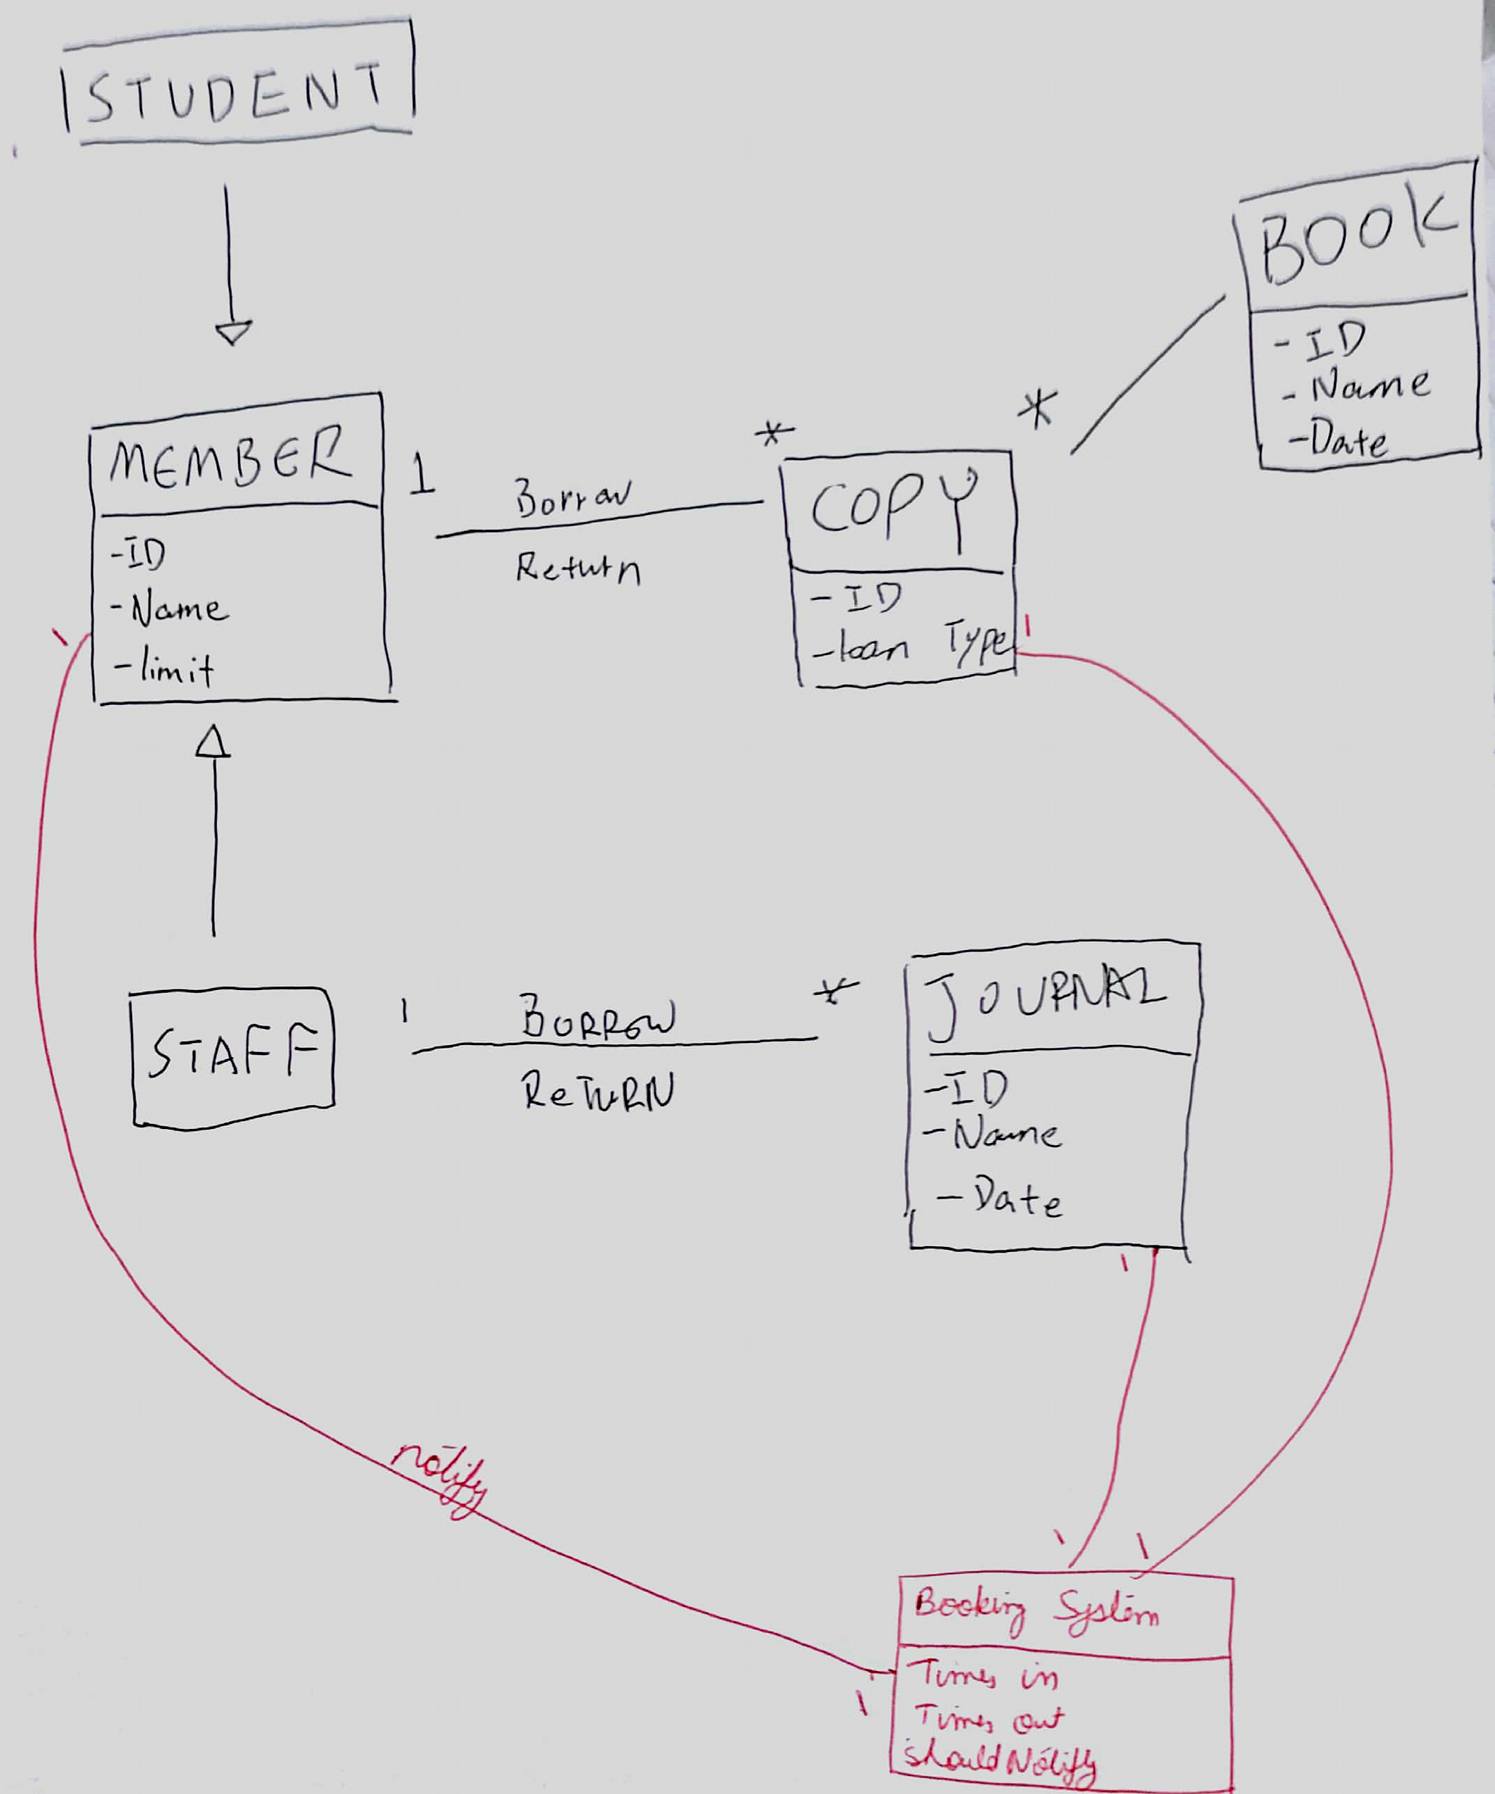 STUDENT
BOOK
- ID
- Name
- Date
MEMBER
- ID
- Name
- limit
1
Borrow
Return
*
*
COPY
- ID
- loan Type
1
1
STAFF
1
BORROW
ReTURN
*
JOURNAL
- ID
- Name
- Date
1
notify
1
1
1
Booking System
Times in
Times out
shouldNotify